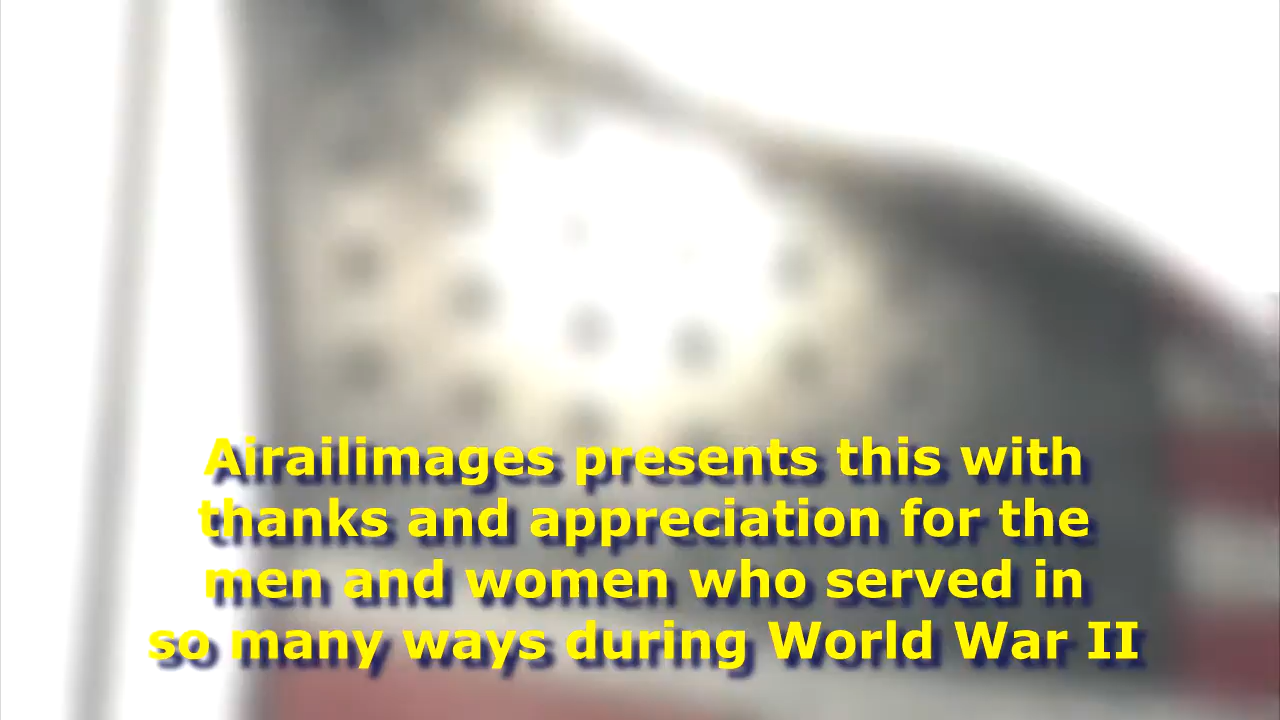 Airailimages presents this with
thanks and appreciation for the
men and women who served in
so many ways during World War II